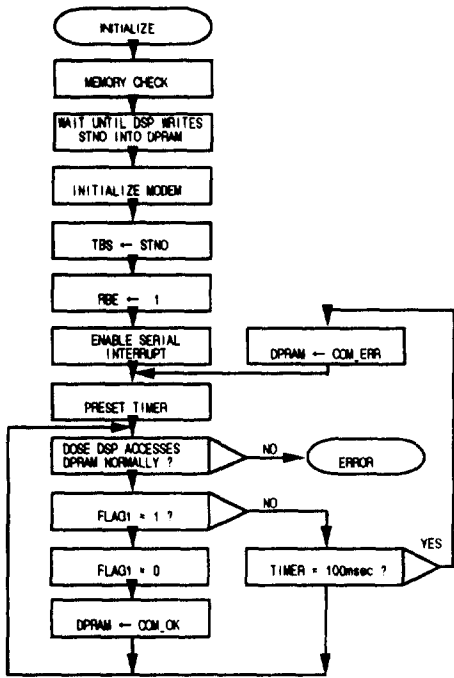 INITIALIZE
MEMORY CHECK
WAIT UNTIL DSP WRITES
STNO INTO DPRAM
INITIALIZE MODEM
TBS ← STNO
RBE ← 1
ENABLE SERIAL
INTERRUPT
DPRAM ← COM_ERR
PRESET TIMER
DOSE DSP ACCESSES
DPRAM NORMALLY ?
NO
ERROR
FLAG1 = 1 ?
NO
FLAG1 = 0
TIMER = 100msec ?
YES
DPRAM ← COM_OK